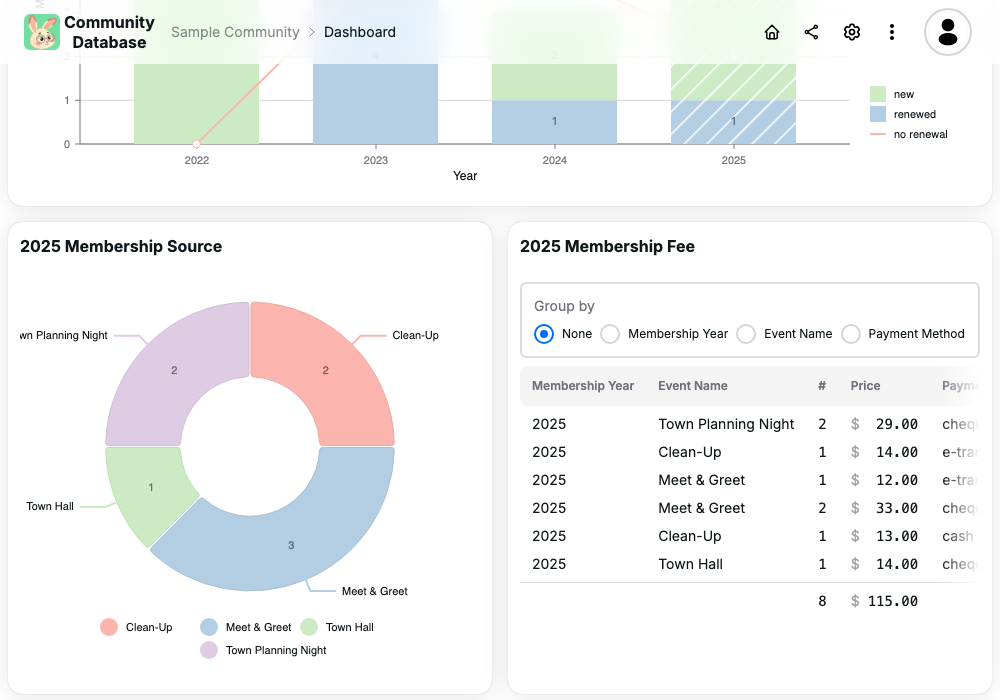 Community
Database
Sample Community > Dashboard
2
4
2
1
0
1
1
2022
2023
2024
2025
Year
new
renewed
no renewal
2025 Membership Source
wn Planning Night
Clean-Up
2
2
1
Town Hall
3
Meet & Greet
Clean-Up
Meet & Greet
Town Hall
Town Planning Night
2025 Membership Fee
Group by
None
Membership Year
Event Name
Payment Method
Membership Year Event Name # Price Paym
2025 Town Planning Night 2 $ 29.00 cheq
2025 Clean-Up 1 $ 14.00 e-tran
2025 Meet & Greet 1 $ 12.00 e-tran
2025 Meet & Greet 2 $ 33.00 cheq
2025 Clean-Up 1 $ 13.00 cash
2025 Town Hall 1 $ 14.00 cheq
8 $ 115.00